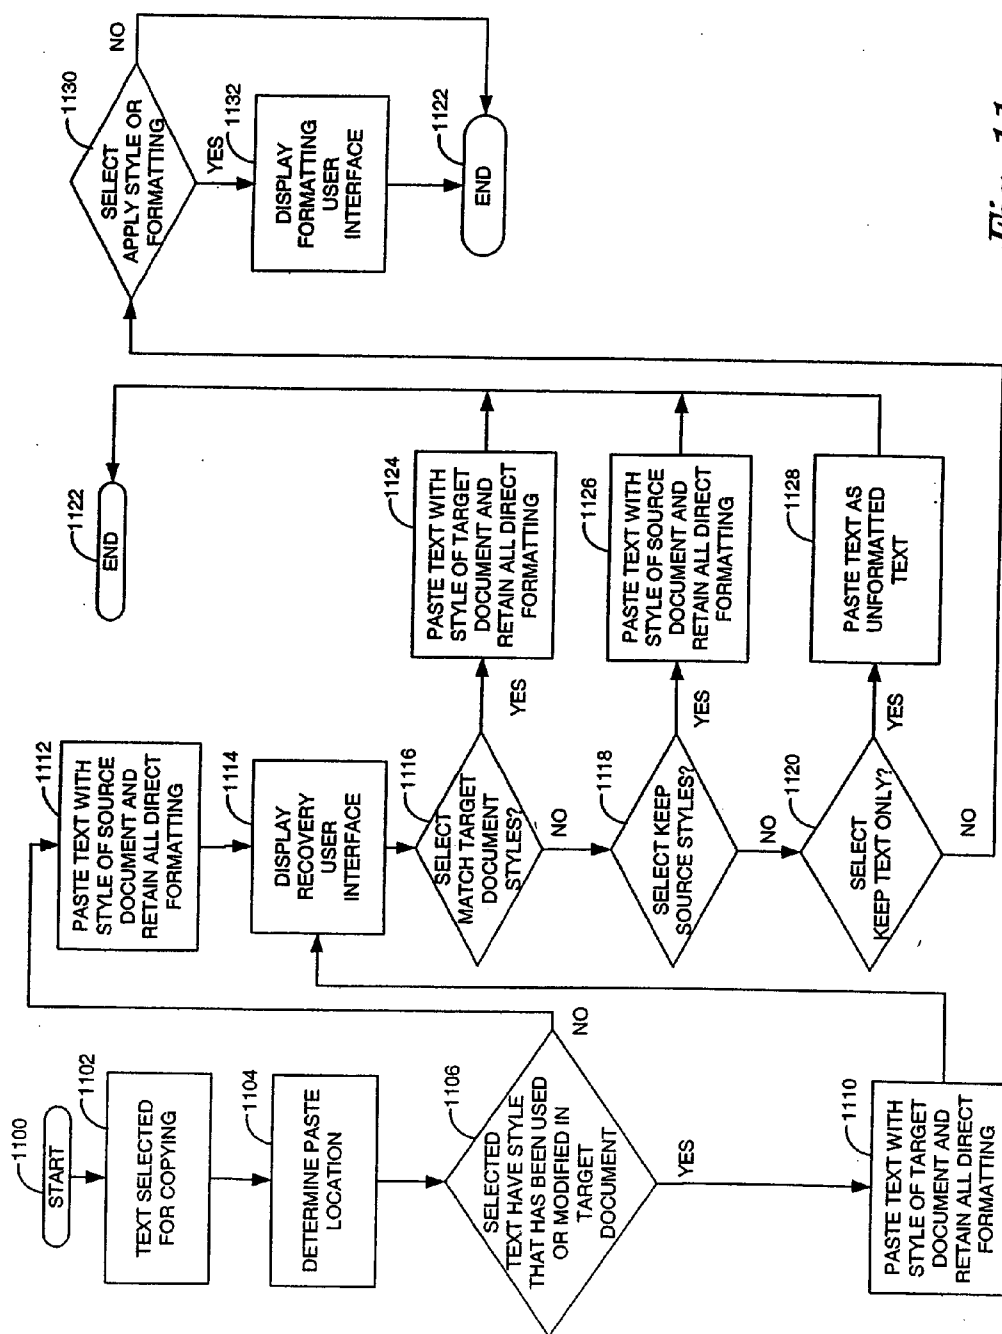 1100
START
1102
TEXT SELECTED
FOR COPYING
1104
DETERMINE PASTE
LOCATION
1106
SELECTED
TEXT HAVE STYLE
THAT HAS BEEN USED
OR MODIFIED IN
TARGET
DOCUMENT
NO
YES
1110
PASTE TEXT WITH
STYLE OF TARGET
DOCUMENT AND
RETAIN ALL DIRECT
FORMATTING
1112
PASTE TEXT WITH
STYLE OF SOURCE
DOCUMENT AND
RETAIN ALL DIRECT
FORMATTING
1114
DISPLAY
RECOVERY
USER
INTERFACE
1116
SELECT
MATCH TARGET
DOCUMENT
STYLES?
YES
NO
1118
SELECT KEEP
SOURCE STYLES?
YES
NO
1120
SELECT
KEEP TEXT ONLY?
YES
NO
1122
END
1124
PASTE TEXT WITH
STYLE OF TARGET
DOCUMENT AND
RETAIN ALL DIRECT
FORMATTING
1126
PASTE TEXT WITH
STYLE OF SOURCE
DOCUMENT AND
RETAIN ALL DIRECT
FORMATTING
1128
PASTE TEXT AS
UNFORMATTED
TEXT
1130
SELECT
APPLY STYLE OR
FORMATTING
NO
YES
1132
DISPLAY
FORMATTING
USER
INTERFACE
1122
END